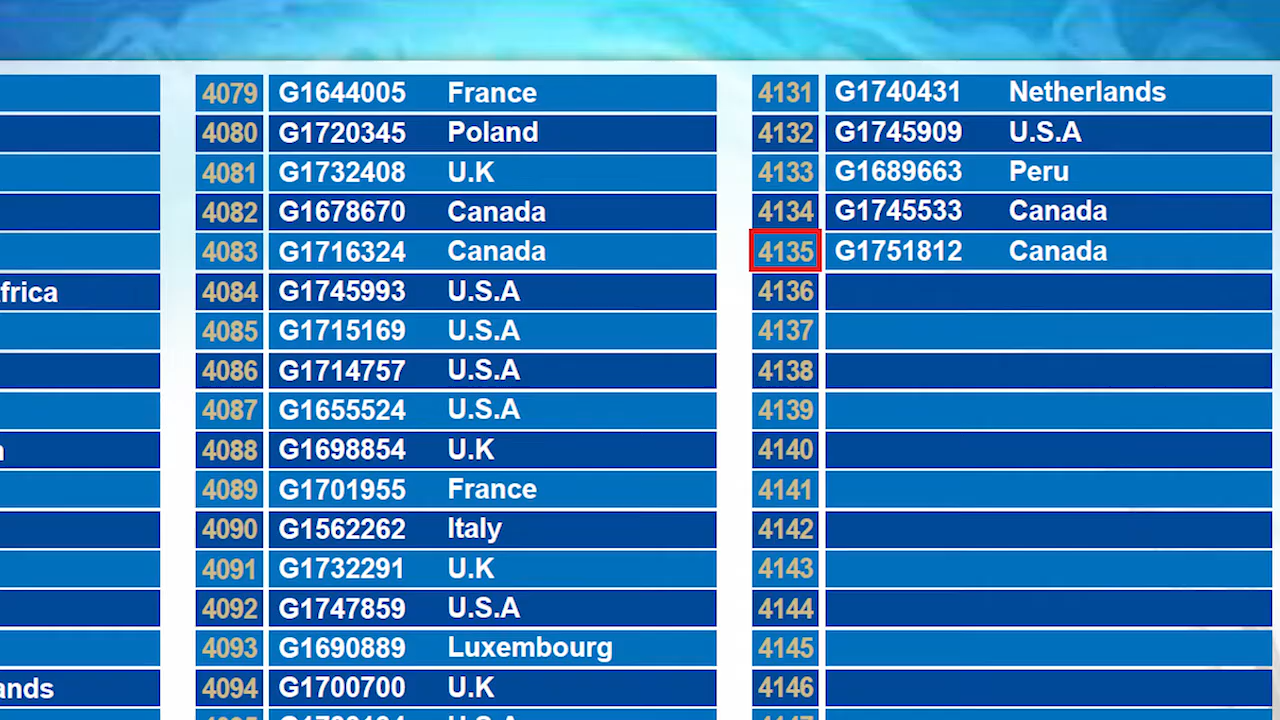 frica
n
ands
4079 G1644005 France
4080 G1720345 Poland
4081 G1732408 U.K
4082 G1678670 Canada
4083 G1716324 Canada
4084 G1745993 U.S.A
4085 G1715169 U.S.A
4086 G1714757 U.S.A
4087 G1655524 U.S.A
4088 G1698854 U.K
4089 G1701955 France
4090 G1562262 Italy
4091 G1732291 U.K
4092 G1747859 U.S.A
4093 G1690889 Luxembourg
4094 G1700700 U.K
4131 G1740431 Netherlands
4132 G1745909 U.S.A
4133 G1689663 Peru
4134 G1745533 Canada
4135 G1751812 Canada
4136
4137
4138
4139
4140
4141
4142
4143
4144
4145
4146